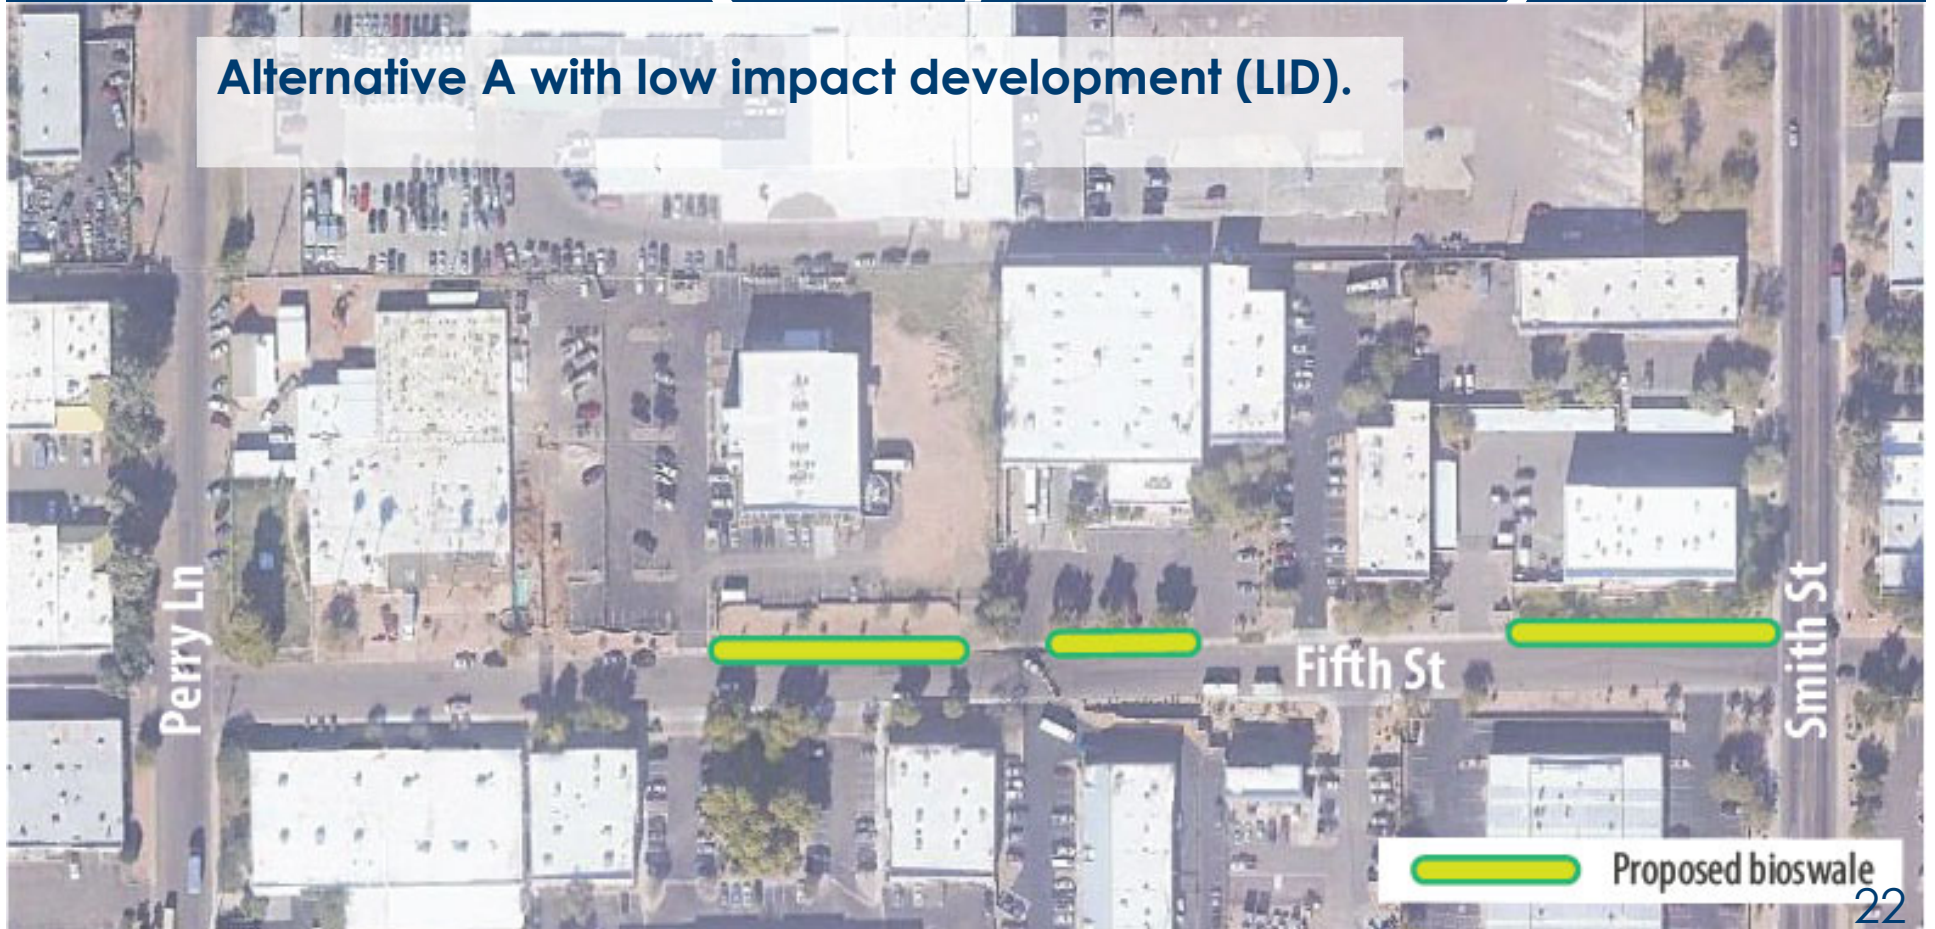 Alternative A with low impact development (LID).
Perry Ln
Fifth St
Smith St
Proposed bioswale
22